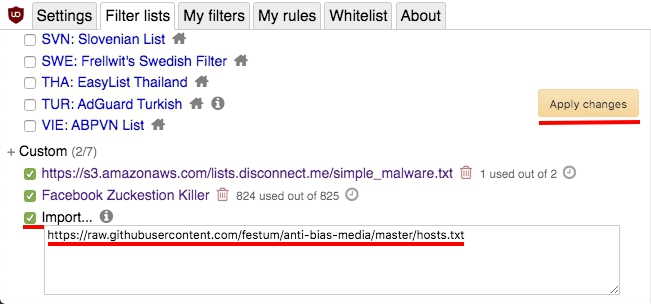 Settings Filter lists My filters My rules Whitelist About
SVN: Slovenian List
SWE: Frellwit's Swedish Filter
THA: EasyList Thailand
TUR: AdGuard Turkish
Apply changes
VIE: ABPVN List
+ Custom (2/7)
https://s3.amazonaws.com/lists.disconnect.me/simple_malware.txt 1 used out of 2
Facebook Zuckestion Killer 824 used out of 825
Import...
https://raw.githubusercontent.com/festum/anti-bias-media/master/hosts.txt